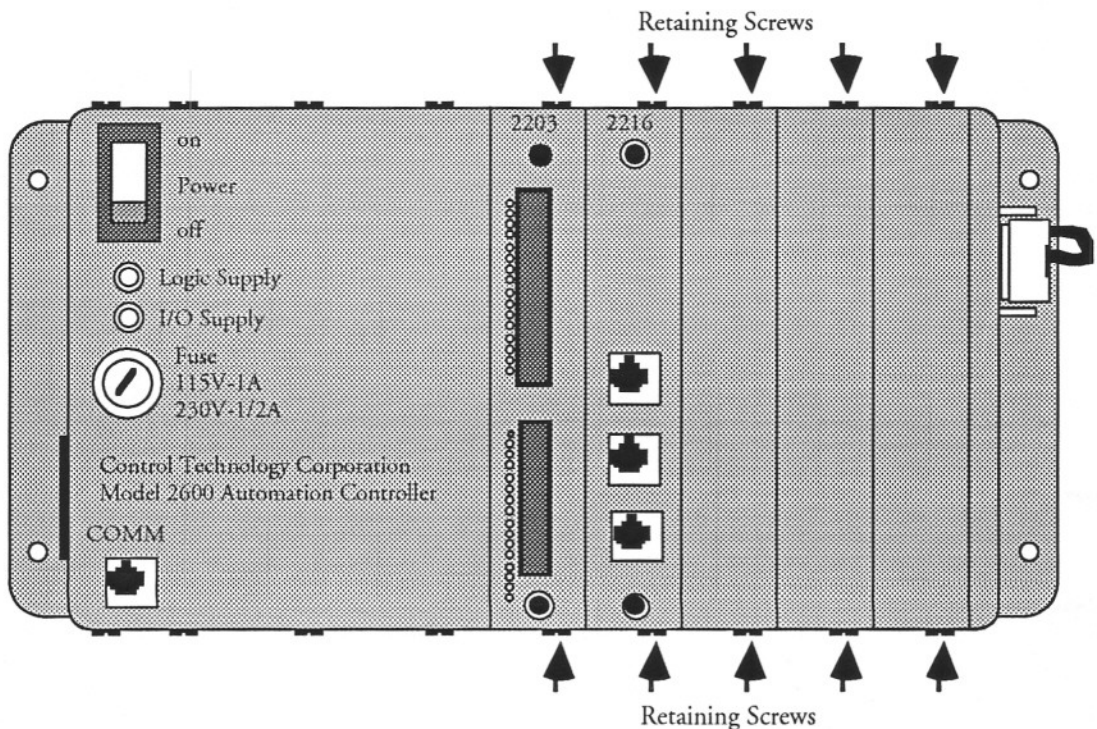 Retaining Screws
2203
2216
on
Power
off
Logic Supply
I/O Supply
Fuse
115V-1A
230V-1/2A
Control Technology Corporation
Model 2600 Automation Controller
COMM
Retaining Screws